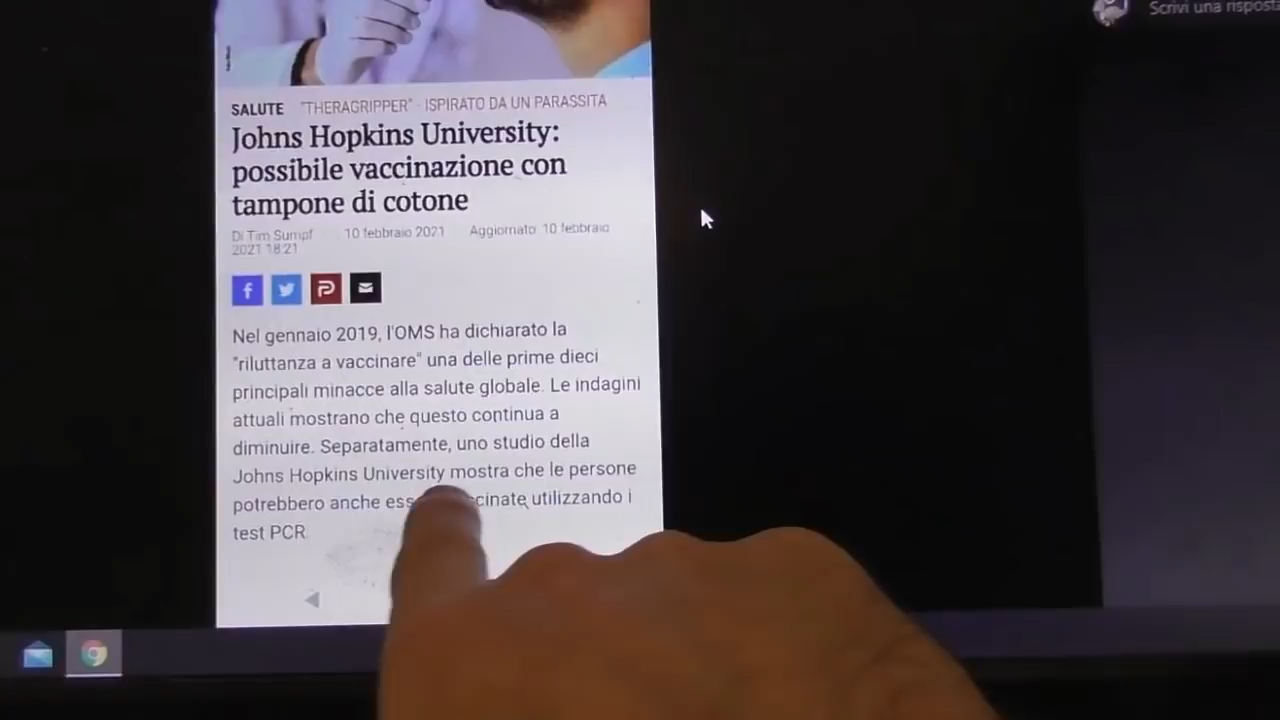 Scrivi una risposta
SALUTE "THERAGRIPPER" - ISPIRATO DA UN PARASSITA
Johns Hopkins University:
possibile vaccinazione con
tampone di cotone
Di Tim Sumpf 10 febbraio 2021 Aggiornato: 10 febbraio
2021 18:21
Nel gennaio 2019, l'OMS ha dichiarato la
"riluttanza a vaccinare" una delle prime dieci
principali minacce alla salute globale. Le indagini
attuali mostrano che questo continua a
diminuire. Separatamente, uno studio della
Johns Hopkins University mostra che le persone
potrebbero anche ess cinate utilizzando i
test PCR